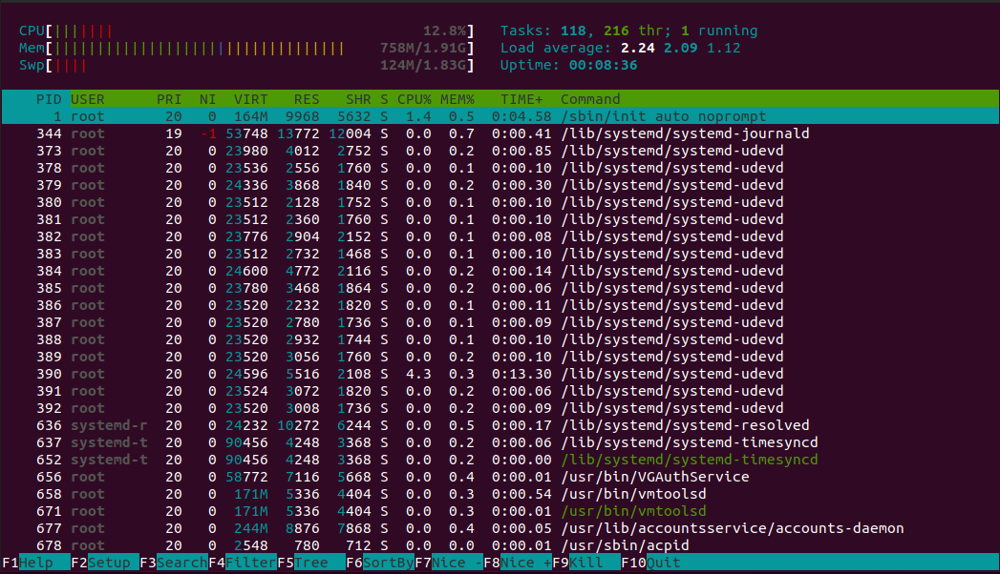 CPU[||||||| 12.8%] Tasks: 118, 216 thr; 1 running
Mem[|||||||||||||||||||||||||||||||||| 758M/1.91G] Load average: 2.24 2.09 1.12
Swp[|||| 124M/1.83G] Uptime: 00:08:36
PID USER PRI NI VIRT RES SHR S CPU% MEM% TIME+ Command
1 root 20 0 164M 9968 5632 S 1.4 0.5 0:04.58 /sbin/init auto noprompt
344 root 19 -1 53748 13772 12004 S 0.0 0.7 0:00.41 /lib/systemd/systemd-journald
373 root 20 0 23980 4012 2752 S 0.0 0.2 0:00.85 /lib/systemd/systemd-udevd
378 root 20 0 23536 2556 1760 S 0.0 0.1 0:00.10 /lib/systemd/systemd-udevd
379 root 20 0 24336 3868 1840 S 0.0 0.2 0:00.30 /lib/systemd/systemd-udevd
380 root 20 0 23512 2128 1752 S 0.0 0.1 0:00.10 /lib/systemd/systemd-udevd
381 root 20 0 23512 2360 1760 S 0.0 0.1 0:00.10 /lib/systemd/systemd-udevd
382 root 20 0 23776 2904 2152 S 0.0 0.1 0:00.08 /lib/systemd/systemd-udevd
383 root 20 0 23512 2732 1468 S 0.0 0.1 0:00.10 /lib/systemd/systemd-udevd
384 root 20 0 24600 4772 2116 S 0.0 0.2 0:00.14 /lib/systemd/systemd-udevd
385 root 20 0 23780 3468 1864 S 0.0 0.2 0:00.06 /lib/systemd/systemd-udevd
386 root 20 0 23520 2232 1820 S 0.0 0.1 0:00.11 /lib/systemd/systemd-udevd
387 root 20 0 23520 2780 1736 S 0.0 0.1 0:00.09 /lib/systemd/systemd-udevd
388 root 20 0 23520 2932 1744 S 0.0 0.1 0:00.10 /lib/systemd/systemd-udevd
389 root 20 0 23520 3056 1760 S 0.0 0.2 0:00.10 /lib/systemd/systemd-udevd
390 root 20 0 24596 5516 2108 S 4.3 0.3 0:13.30 /lib/systemd/systemd-udevd
391 root 20 0 23524 3072 1820 S 0.0 0.2 0:00.06 /lib/systemd/systemd-udevd
392 root 20 0 23520 3008 1736 S 0.0 0.2 0:00.09 /lib/systemd/systemd-udevd
636 systemd-r 20 0 24232 10272 6244 S 0.0 0.5 0:00.17 /lib/systemd/systemd-resolved
637 systemd-t 20 0 90456 4248 3368 S 0.0 0.2 0:00.06 /lib/systemd/systemd-timesyncd
652 systemd-t 20 0 90456 4248 3368 S 0.0 0.2 0:00.00 /lib/systemd/systemd-timesyncd
656 root 20 0 58772 7116 5668 S 0.0 0.4 0:00.01 /usr/bin/VGAuthService
658 root 20 0 171M 5336 4404 S 0.0 0.3 0:00.54 /usr/bin/vmtoolsd
671 root 20 0 171M 5336 4404 S 0.0 0.3 0:00.01 /usr/bin/vmtoolsd
677 root 20 0 244M 8876 7868 S 0.0 0.4 0:00.05 /usr/lib/accountsservice/accounts-daemon
678 root 20 0 2548 780 712 S 0.0 0.0 0:00.01 /usr/sbin/acpid
F1Help F2Setup F3SearchF4FilterF5Tree F6SortByF7Nice -F8Nice +F9Kill F10Quit